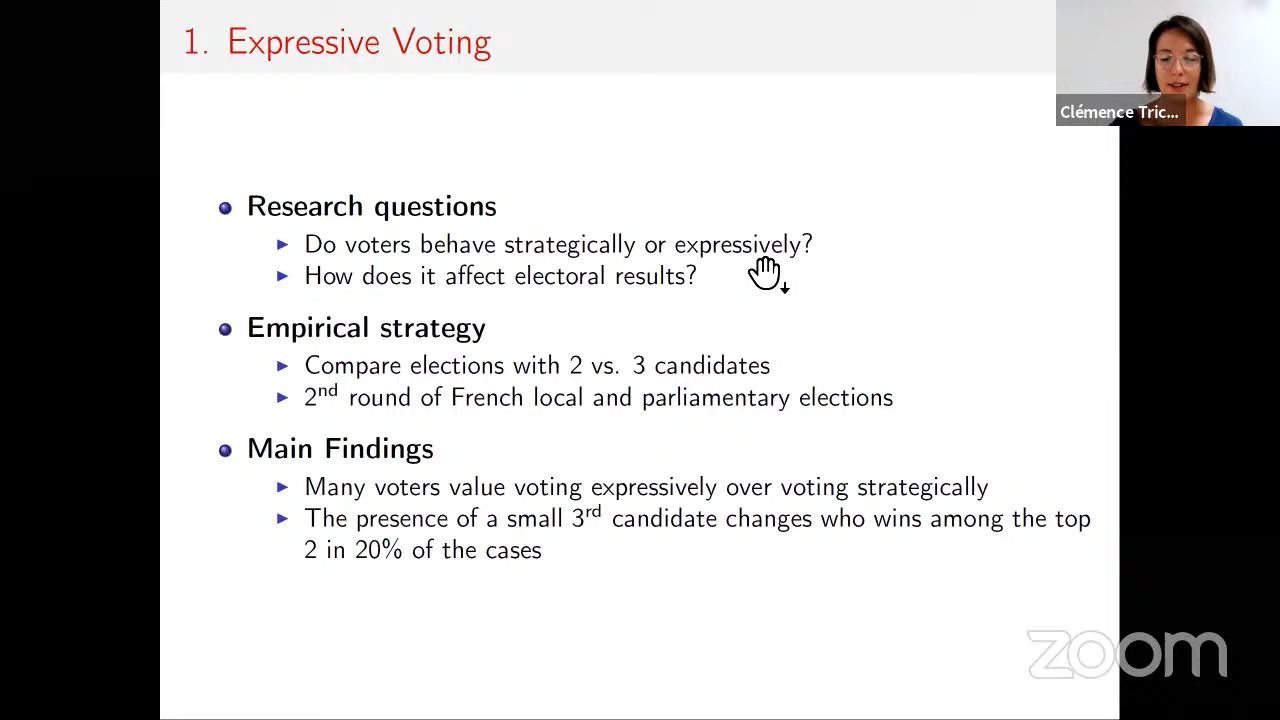 1. Expressive Voting
Clémence Tric...
Research questions
Do voters behave strategically or expressively?
How does it affect electoral results?
Empirical strategy
Compare elections with 2 vs. 3 candidates
2nd round of French local and parliamentary elections
Main Findings
Many voters value voting expressively over voting strategically
The presence of a small 3rd candidate changes who wins among the top
2 in 20% of the cases
zoom